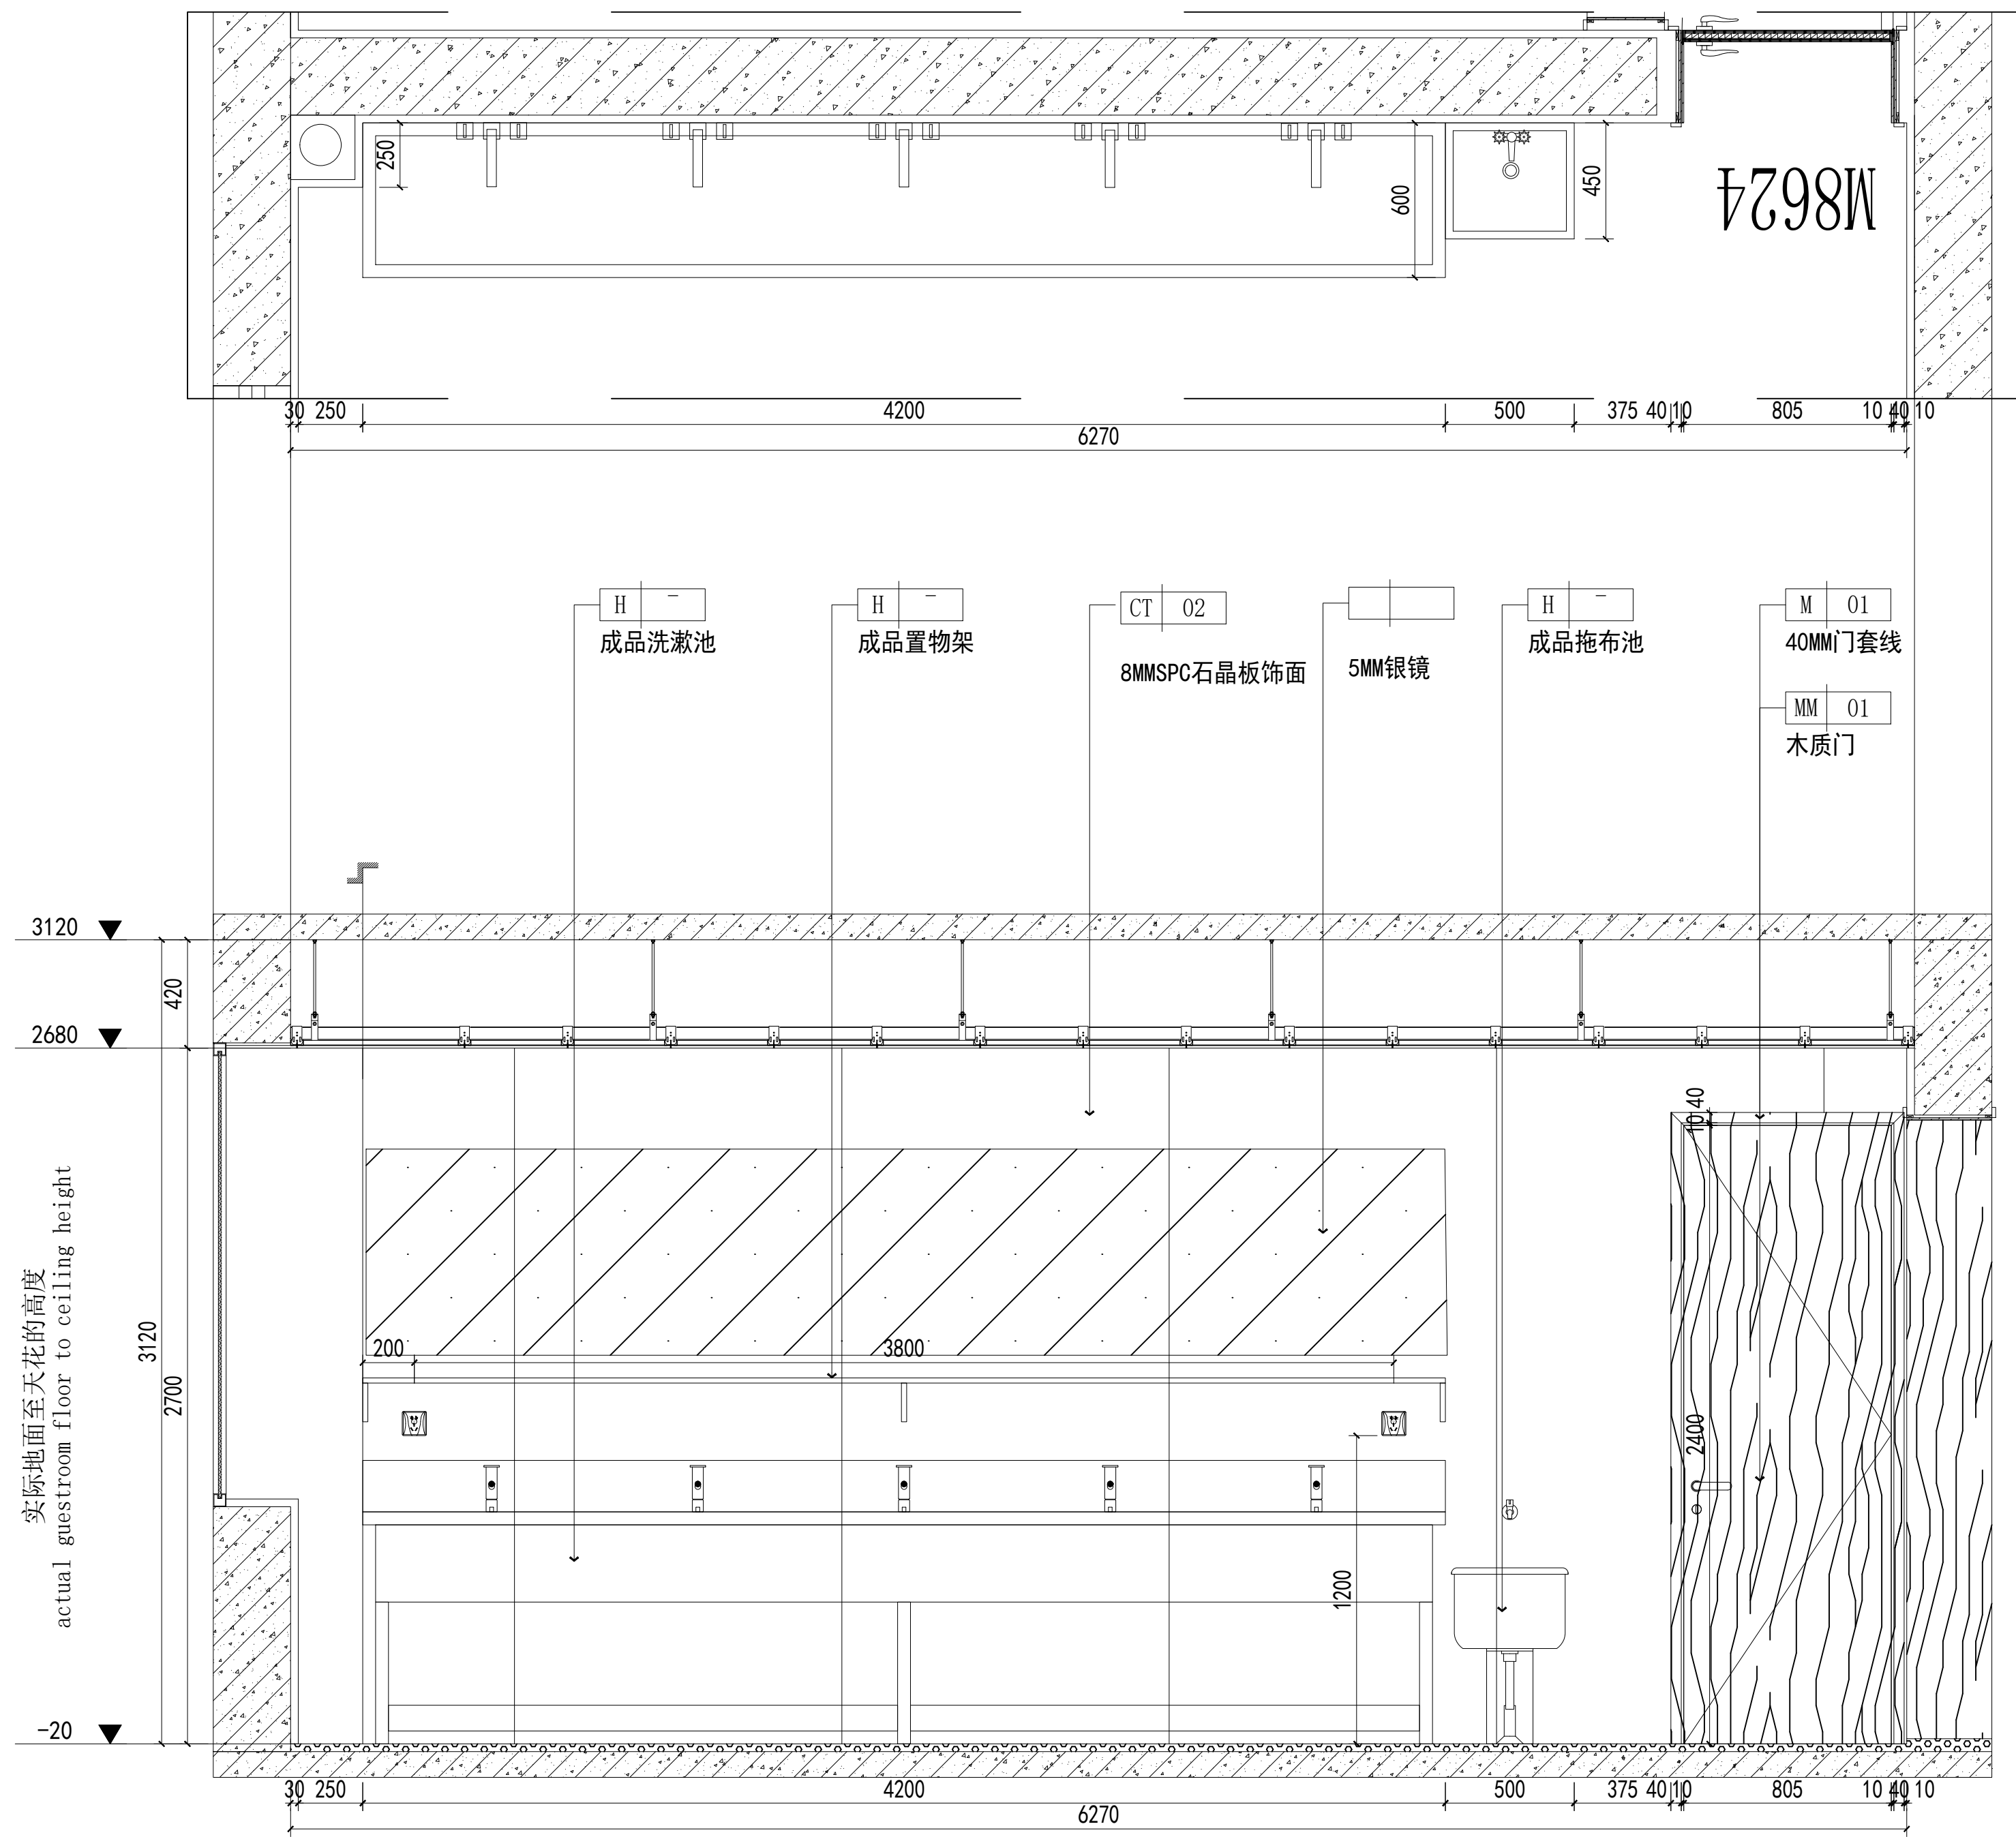 250
600
450
M8624
30 250 4200 500 375 40 10 805 10 40 10
6270
H —
成品洗漱池
H —
成品置物架
CT 02
8MMSPC石晶板饰面
5MM银镜
H —
成品拖布池
M 01
40MM门套线
MM 01
木质门
3120
420
2680
10 40
实际地面至天花的高度
actual guestroom floor to ceiling height
3120
2700
200 3800
2400
1200
-20
30 250 4200 500 375 40 10 805 10 40 10
6270